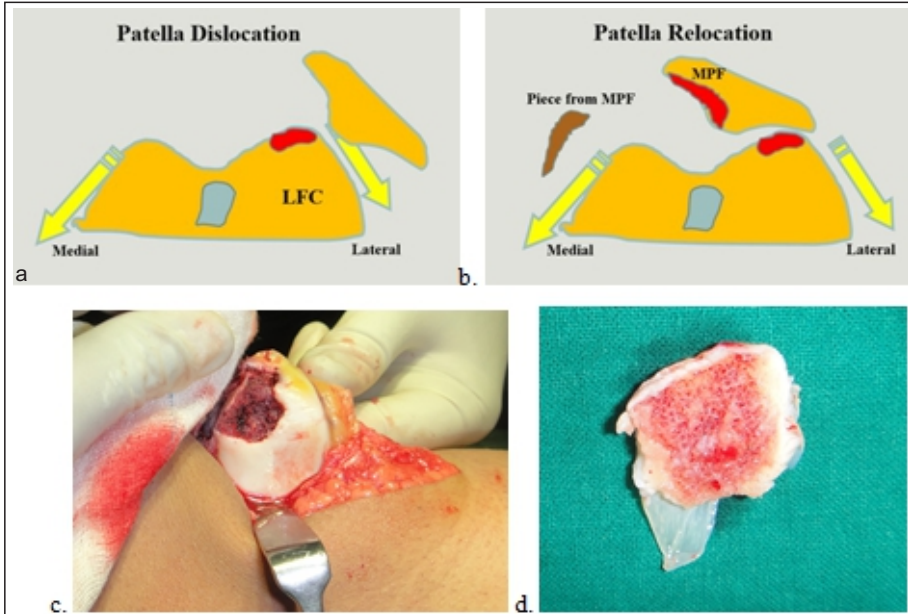 Patella Dislocation
LFC
Medial
Lateral
a
Patella Relocation
MPF
Piece from MPF
Medial
Lateral
b.
c.
d.